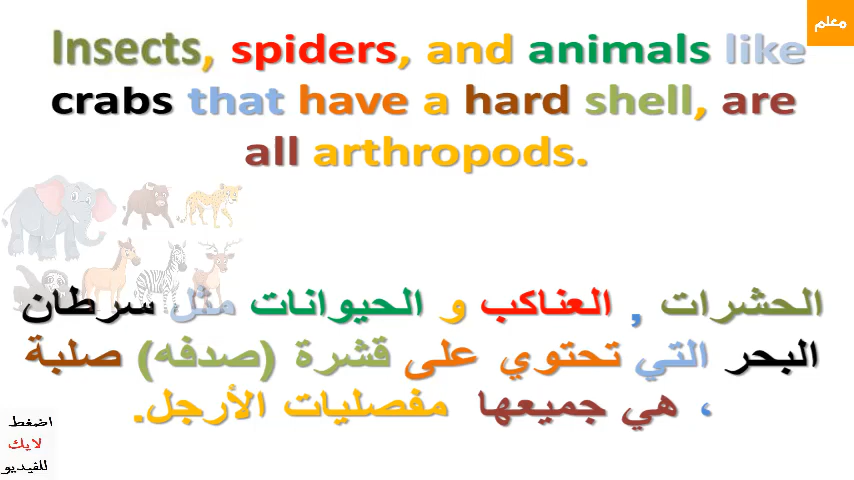 معلم
Insects, spiders, and animals like
crabs that have a hard shell, are
all arthropods.
الحشرات , العناكب و الحيوانات مثل سرطان
البحر التي تحتوي على قشرة (صدفه) صلبة
، هي جميعها مفصليات الأرجل.
اضغط
لايك
للفيديو